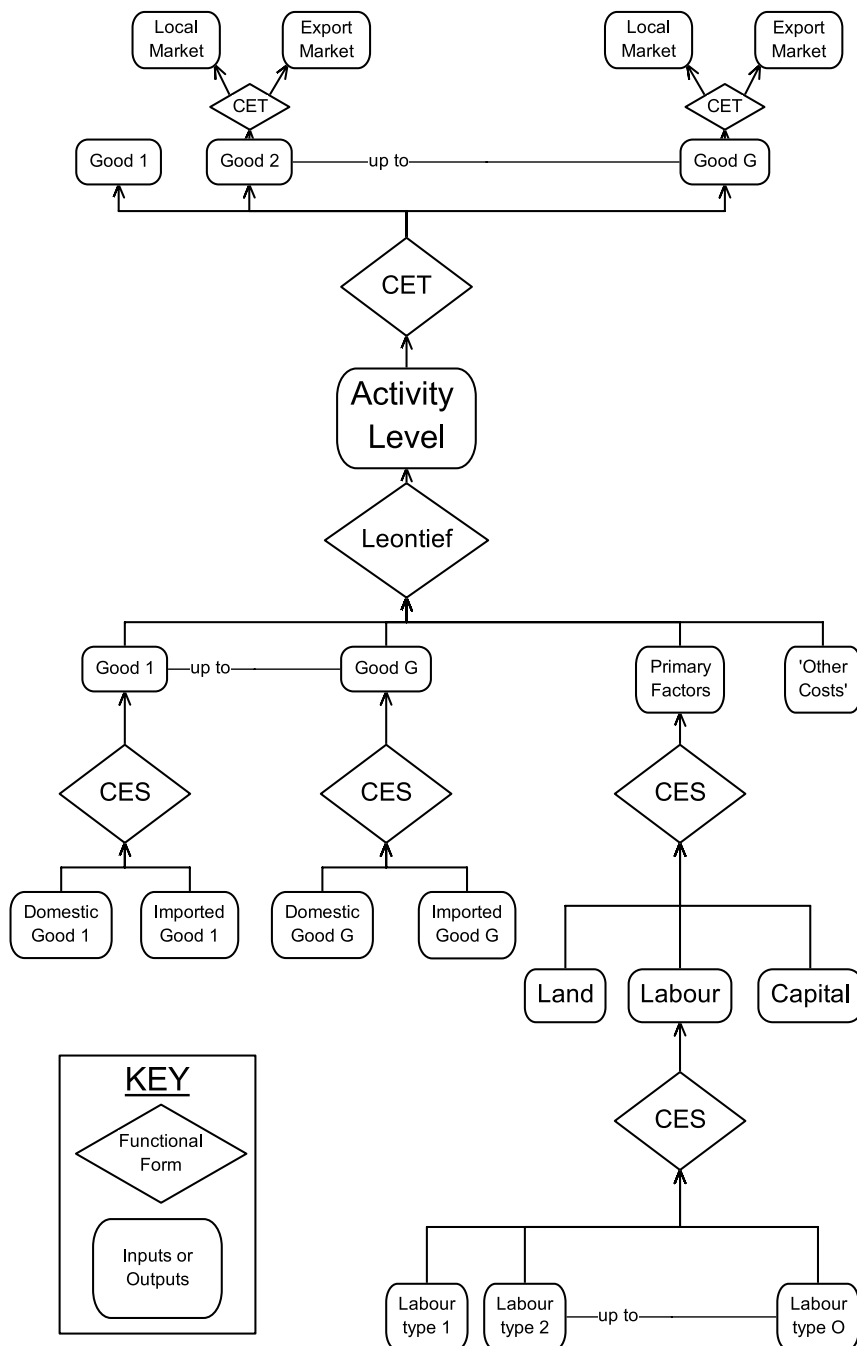 Local
Market
Export
Market
Local
Market
Export
Market
CET
CET
Good 1
Good 2
up to
Good G
CET
Activity
Level
Leontief
Good 1
up to
Good G
Primary
Factors
'Other
Costs'
CES
CES
CES
Domestic
Good 1
Imported
Good 1
Domestic
Good G
Imported
Good G
Land
Labour
Capital
KEY
Functional
Form
Inputs or
Outputs
CES
Labour
type 1
Labour
type 2
up to
Labour
type O